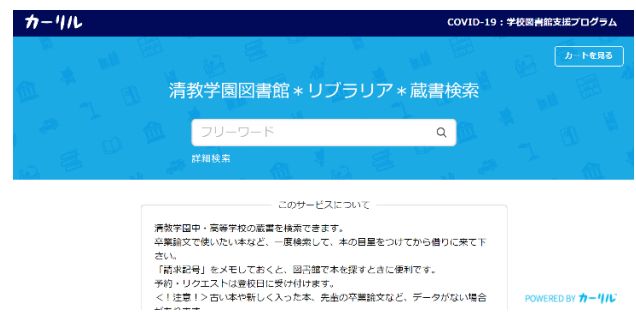 カーリル
COVID-19：学校図書館支援プログラム
カートを見る
清教学園図書館＊リブラリア＊蔵書検索
フリーワード
詳細検索
このサービスについて
清教学園中・高等学校の蔵書を検索できます。
卒業論文で使いたい本など、一度検索して、本の目星をつけてから借りに来て下
さい。
「請求記号」をメモしておくと、図書館で本を探すときに便利です。
予約・リクエストは登校日に受け付けます。
＜！注意！＞古い本や新しく入った本、先輩の卒業論文など、データがない場合
があります。
POWERED BY カーリル